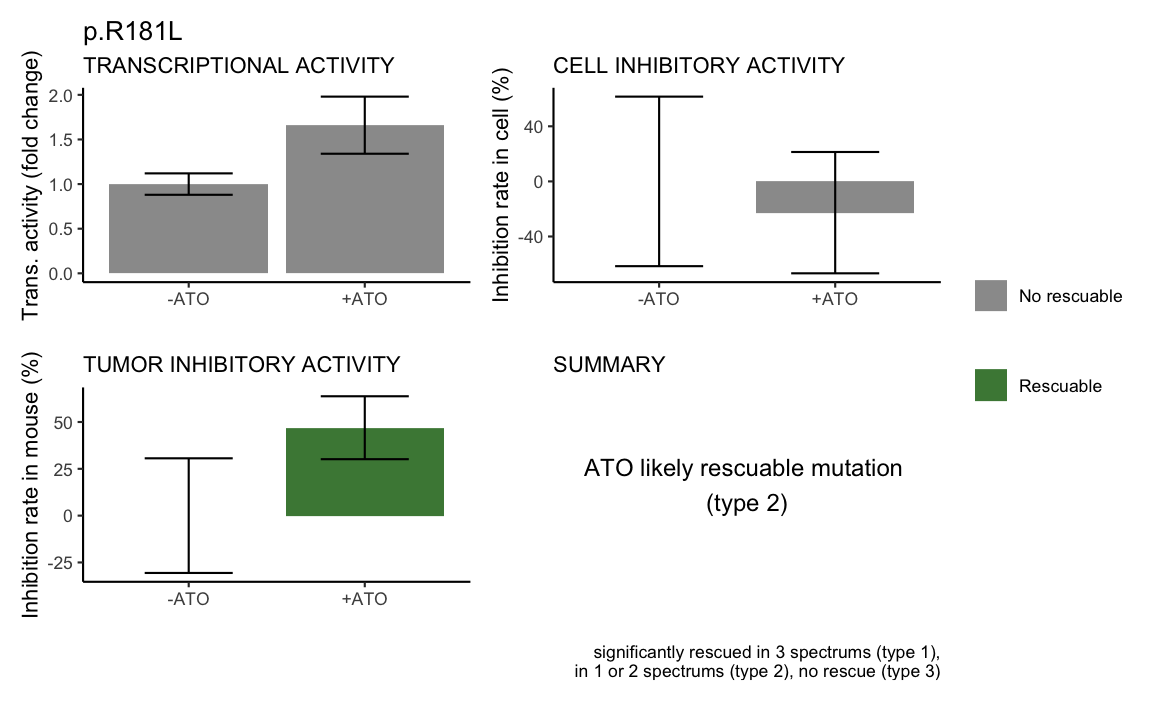 p.R181L
TRANSCRIPTIONAL ACTIVITY
Trans. activity (fold change)
2.0
1.5
1.0
0.5
0.0
-ATO
+ATO
CELL INHIBITORY ACTIVITY
Inhibition rate in cell (%)
40
0
-40
-ATO
+ATO
No rescuable
Rescuable
TUMOR INHIBITORY ACTIVITY
Inhibition rate in mouse (%)
50
25
0
-25
-ATO
+ATO
SUMMARY
ATO likely rescuable mutation
(type 2)
significantly rescued in 3 spectrums (type 1),
in 1 or 2 spectrums (type 2), no rescue (type 3)